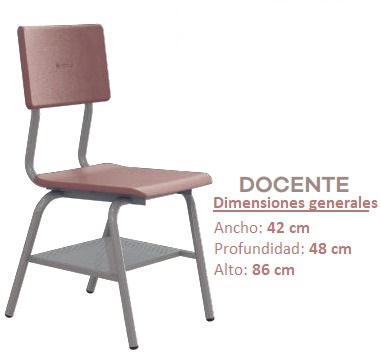 DOCENTE
Dimensiones generales
Ancho: 42 cm
Profundidad: 48 cm
Alto: 86 cm